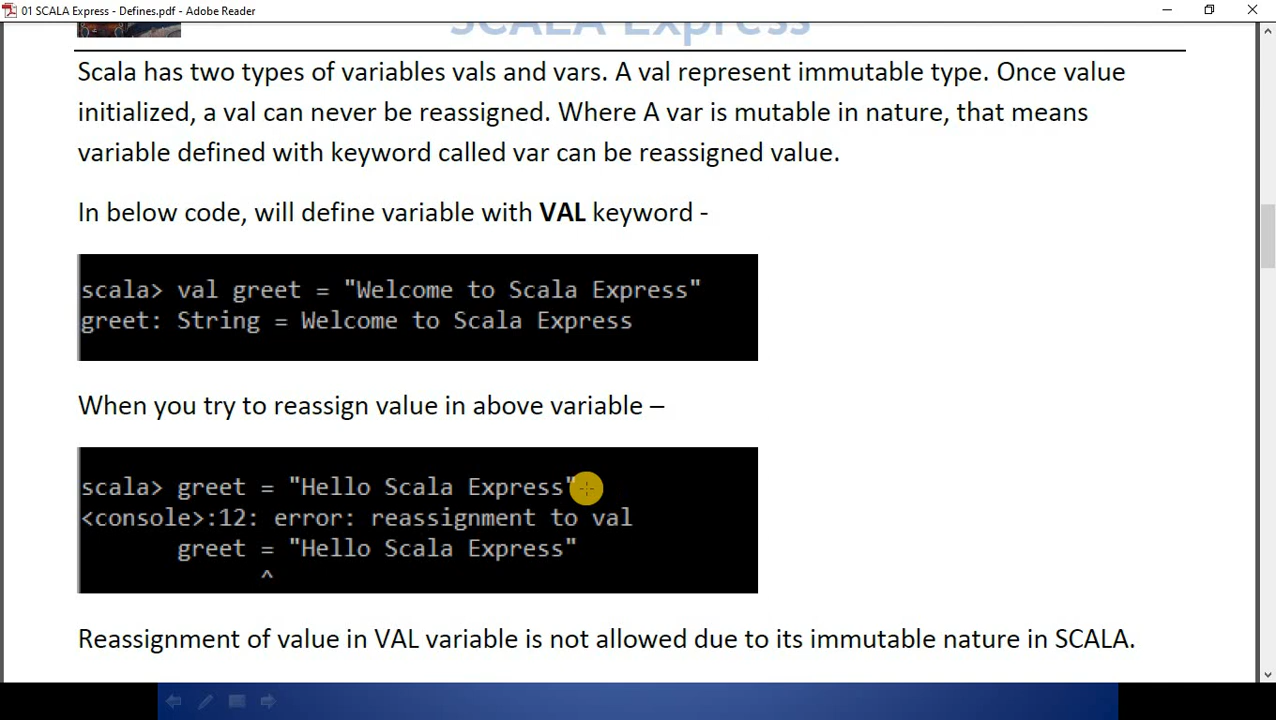 01 SCALA Express - Defines.pdf - Adobe Reader
SCALA Express
Scala has two types of variables vals and vars. A val represent immutable type. Once value
initialized, a val can never be reassigned. Where A var is mutable in nature, that means
variable defined with keyword called var can be reassigned value.
In below code, will define variable with VAL keyword -
scala> val greet = "Welcome to Scala Express"
greet: String = Welcome to Scala Express
When you try to reassign value in above variable –
scala> greet = "Hello Scala Express"
<console>:12: error: reassignment to val
greet = "Hello Scala Express"
^
Reassignment of value in VAL variable is not allowed due to its immutable nature in SCALA.